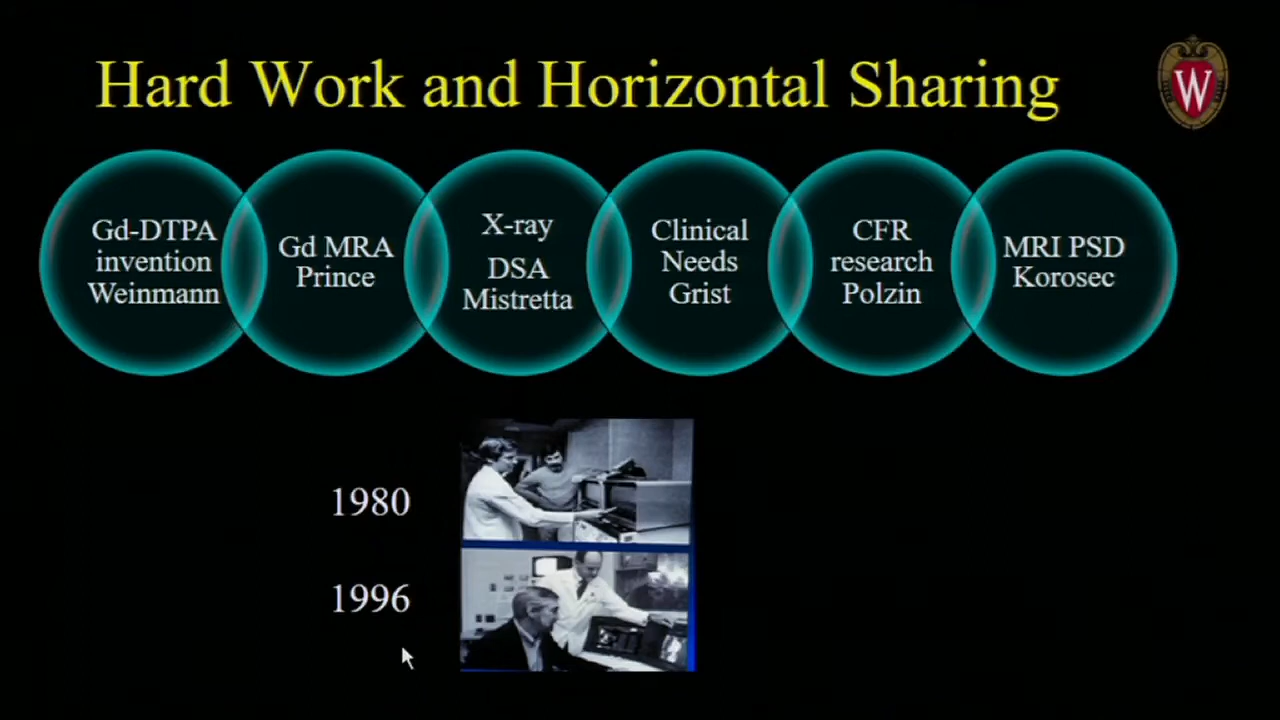 Hard Work and Horizontal Sharing
W
Gd-DTPA
invention
Weinmann
Gd MRA
Prince
X-ray
DSA
Mistretta
Clinical
Needs
Grist
CFR
research
Polzin
MRI PSD
Korosec
1980
1996